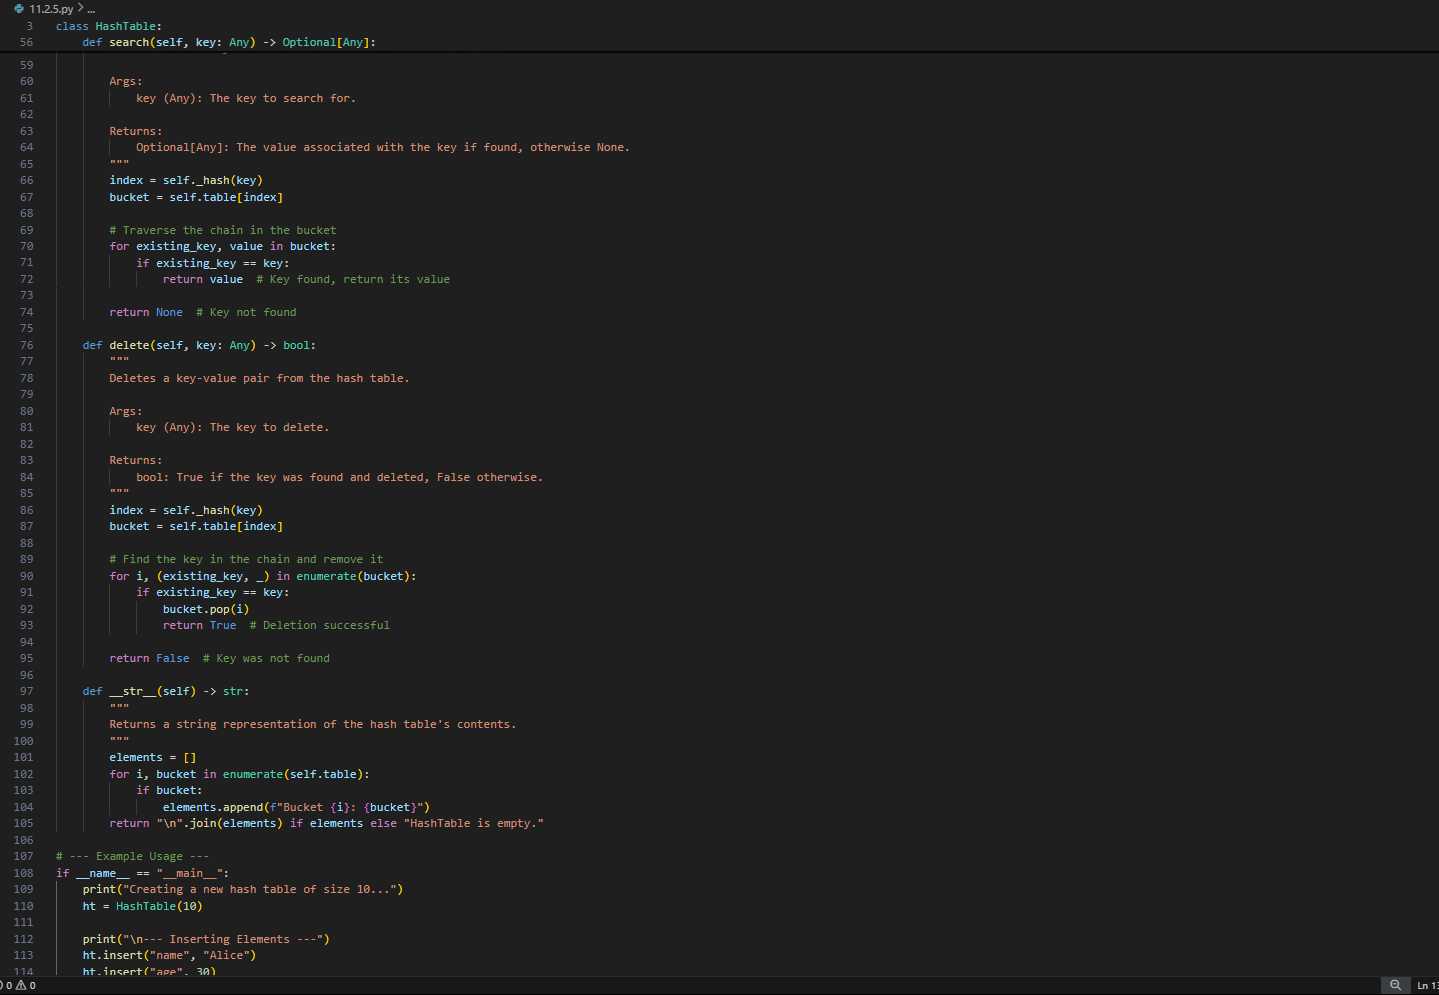 11.2.5.py > ...
3 class HashTable:
56 def search(self, key: Any) -> Optional[Any]:
59
60 Args:
61 key (Any): The key to search for.
62
63 Returns:
64 Optional[Any]: The value associated with the key if found, otherwise None.
65 """
66 index = self._hash(key)
67 bucket = self.table[index]
68
69 # Traverse the chain in the bucket
70 for existing_key, value in bucket:
71 if existing_key == key:
72 return value  # Key found, return its value
73
74 return None  # Key not found
75
76 def delete(self, key: Any) -> bool:
77 """
78 Deletes a key-value pair from the hash table.
79
80 Args:
81 key (Any): The key to delete.
82
83 Returns:
84 bool: True if the key was found and deleted, False otherwise.
85 """
86 index = self._hash(key)
87 bucket = self.table[index]
88
89 # Find the key in the chain and remove it
90 for i, (existing_key, _) in enumerate(bucket):
91 if existing_key == key:
92 bucket.pop(i)
93 return True  # Deletion successful
94
95 return False  # Key was not found
96
97 def __str__(self) -> str:
98 """
99 Returns a string representation of the hash table's contents.
100 """
101 elements = []
102 for i, bucket in enumerate(self.table):
103 if bucket:
104 elements.append(f"Bucket {i}: {bucket}")
105 return "\n".join(elements) if elements else "HashTable is empty."
106
107 # --- Example Usage ---
108 if __name__ == "__main__":
109 print("Creating a new hash table of size 10...")
110 ht = HashTable(10)
111
112 print("\n--- Inserting Elements ---")
113 ht.insert("name", "Alice")
114 ht.insert("age", 30)
0 0 Ln 13